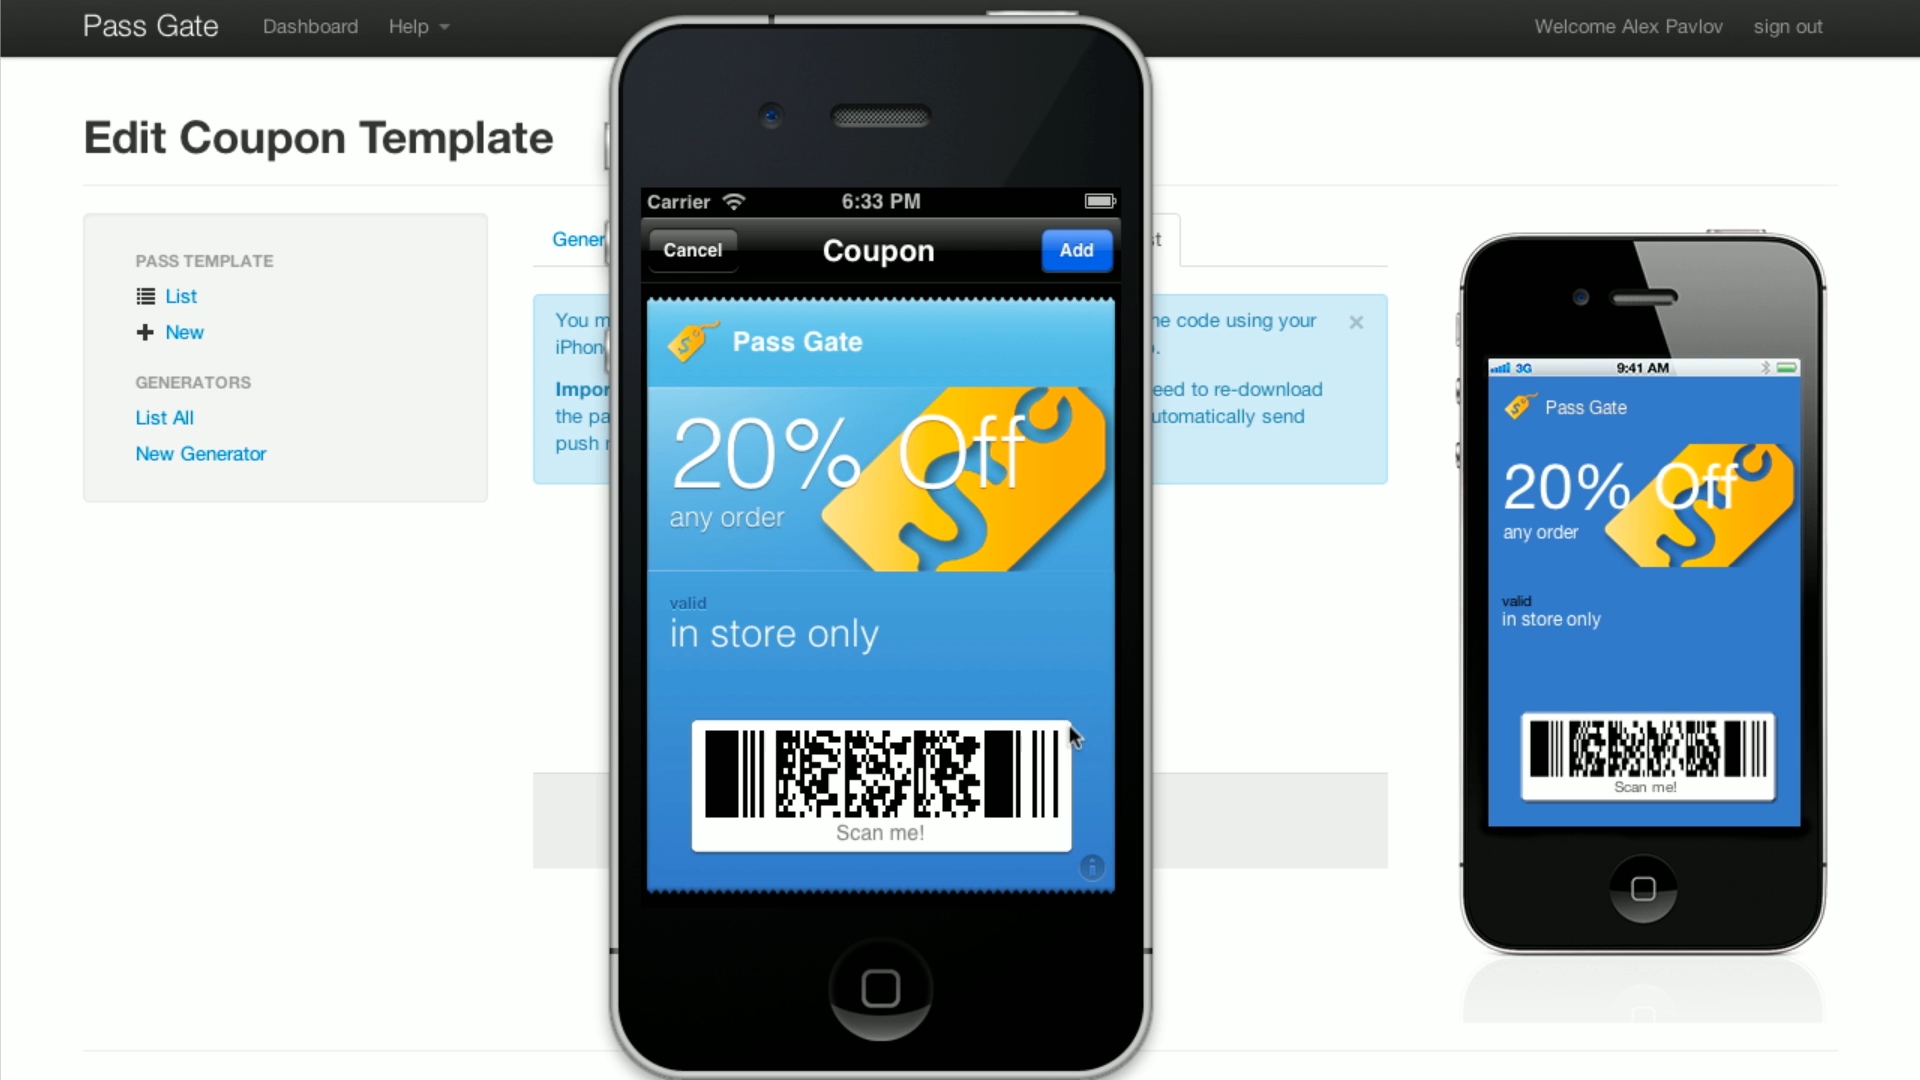 Pass Gate Dashboard Help Welcome Alex Pavlov sign out
Edit Coupon Template
PASS TEMPLATE
List
New
GENERATORS
List All
New Generator
code using your
iPhon
Impor eed to re-download
the pa utomatically send
push
Carrier 6:33 PM
Cancel Coupon Add
Pass Gate
20% Off
any order
valid
in store only
Scan me!
3G 9:41 AM
Pass Gate
20% Off
any order
valid
in store only
Scan me!